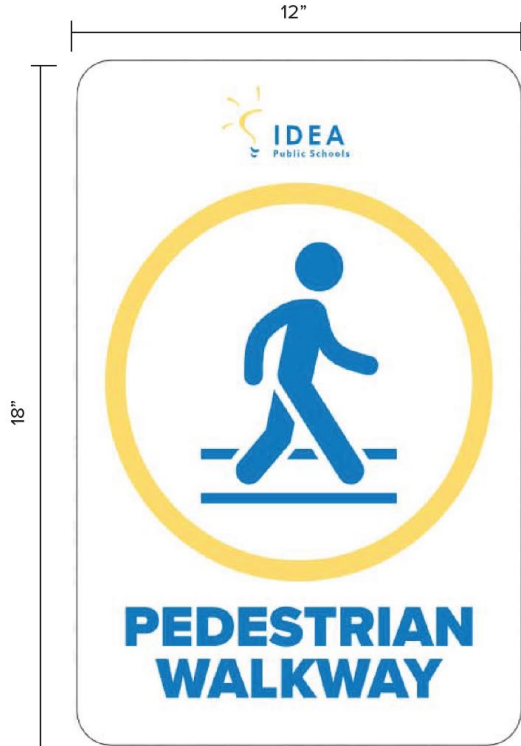 12”
18”
IDEA
Public Schools
PEDESTRIAN
WALKWAY